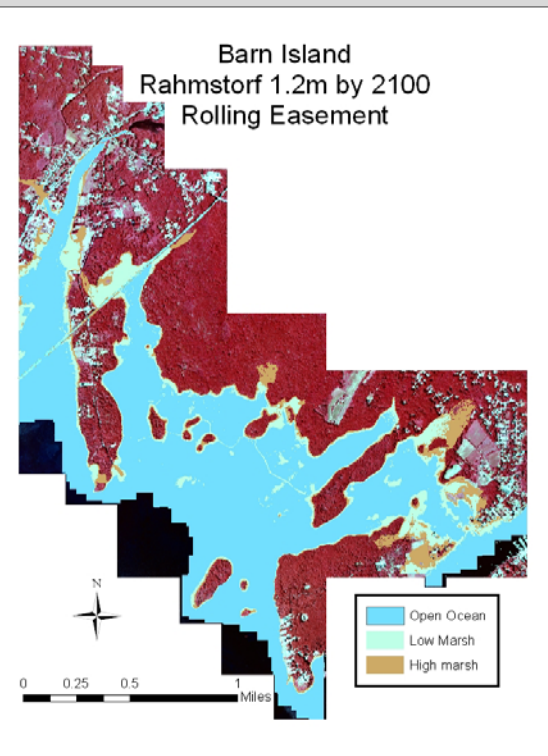 Barn Island
Rahmstorf 1.2m by 2100
Rolling Easement
N
0 0.25 0.5 1
Miles
Open Ocean
Low Marsh
High marsh